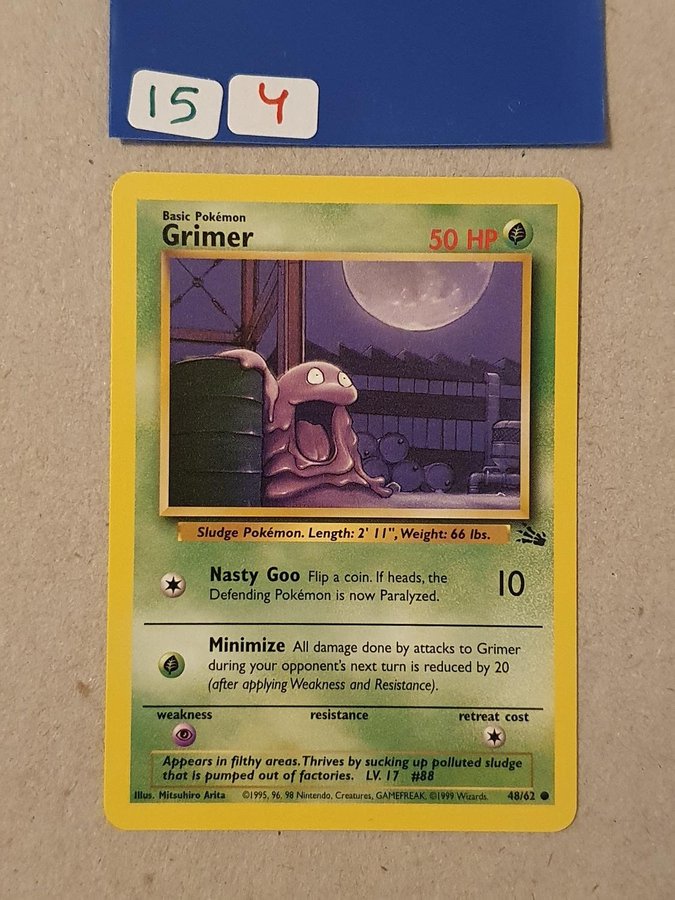 15 4
Basic Pokémon
Grimer 50 HP
Sludge Pokémon. Length: 2' 11", Weight: 66 lbs.
Nasty Goo Flip a coin. If heads, the 10
Defending Pokémon is now Paralyzed.
Minimize All damage done by attacks to Grimer
during your opponent's next turn is reduced by 20
(after applying Weakness and Resistance).
weakness resistance retreat cost
Appears in filthy areas. Thrives by sucking up polluted sludge
that is pumped out of factories. LV. 17 #88
Illus. Mitsuhiro Arita ©1995, 96, 98 Nintendo, Creatures, GAMEFREAK. ©1999 Wizards. 48/62